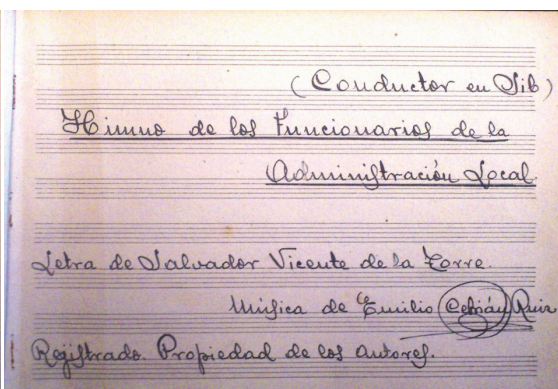 (Conductor en Sib)
Himno de los Funcionarios de la
Administración Local.
Letra de Salvador Vicente de la Torre.
Música de Emilio Cebrián Ruiz
Registrado. Propiedad de los autores.